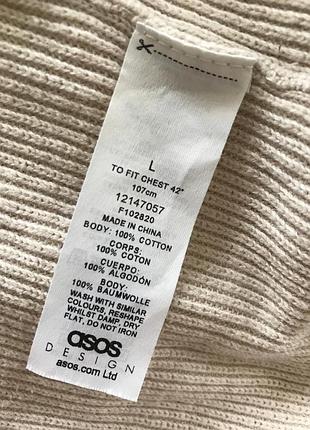 L
TO FIT CHEST 42"
107cm
12147057
F102820
MADE IN CHINA
BODY: 100% COTTON
CORPS:
100% COTON
CUERPO:
100% ALGODÓN
BODY:
100% BAUMWOLLE
WASH WITH SIMILAR
COLOURS, RESHAPE
WHILST DAMP, DRY
FLAT, DO NOT IRON
asos
DESIGN
asos.com Ltd